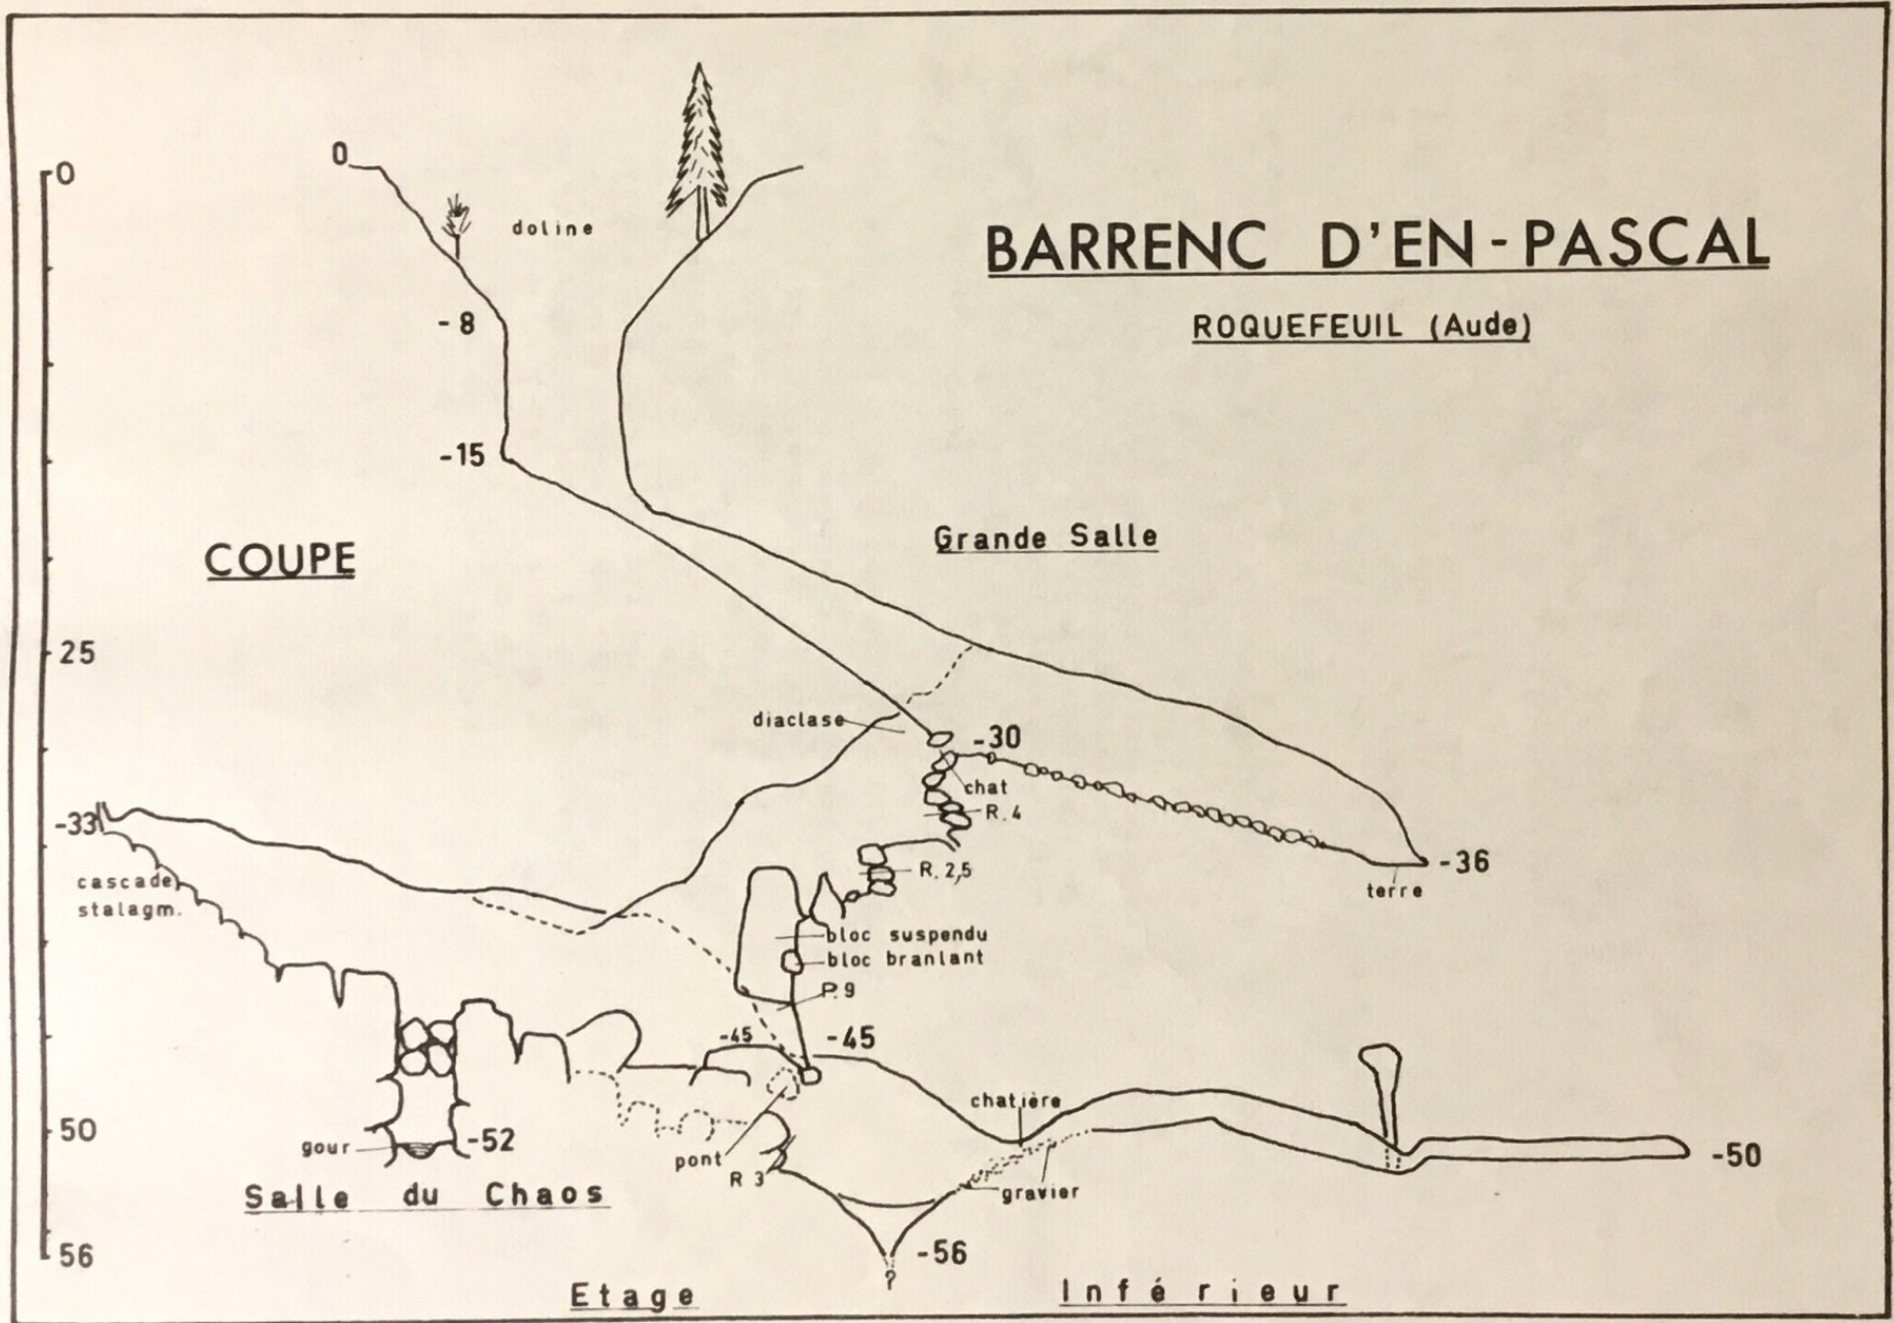 0
0
doline
BARRENC D'EN-PASCAL
ROQUEFEUIL (Aude)
- 8
-15
Grande Salle
COUPE
25
diaclase
-30
chat
R.4
-33
-36
R.2,5
terre
cascade
stalagm.
bloc suspendu
bloc branlant
P.9
-45
-45
chatière
50
gour
-52
pont
R 3
-50
gravier
Salle du Chaos
56
-56
?
Etage Inférieur